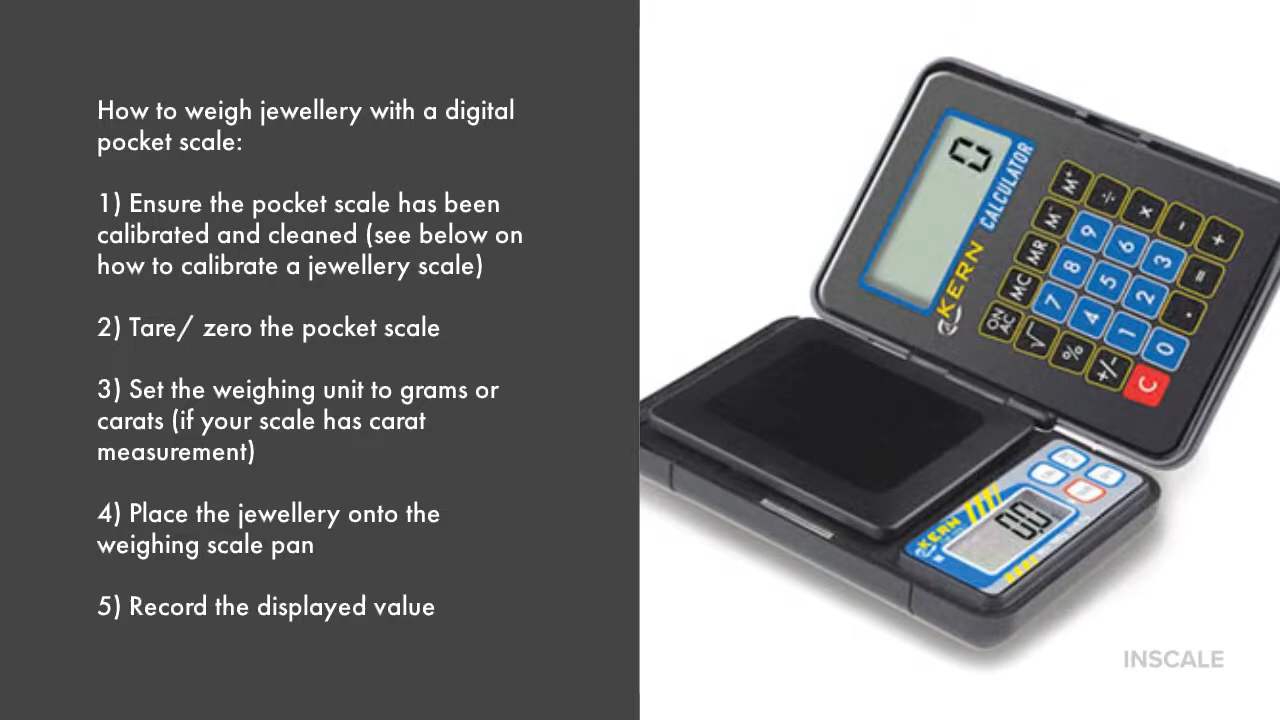 How to weigh jewellery with a digital
pocket scale:
1) Ensure the pocket scale has been
calibrated and cleaned (see below on
how to calibrate a jewellery scale)
2) Tare/ zero the pocket scale
3) Set the weighing unit to grams or
carats (if your scale has carat
measurement)
4) Place the jewellery onto the
weighing scale pan
5) Record the displayed value
0
KERN CALCULATOR
M+ ÷ × − +
M- 9 6 3 =
MR 8 5 2 .
MC 7 4 1 0
ON AC √ % +/- C
KERN
0.0
INSCALE